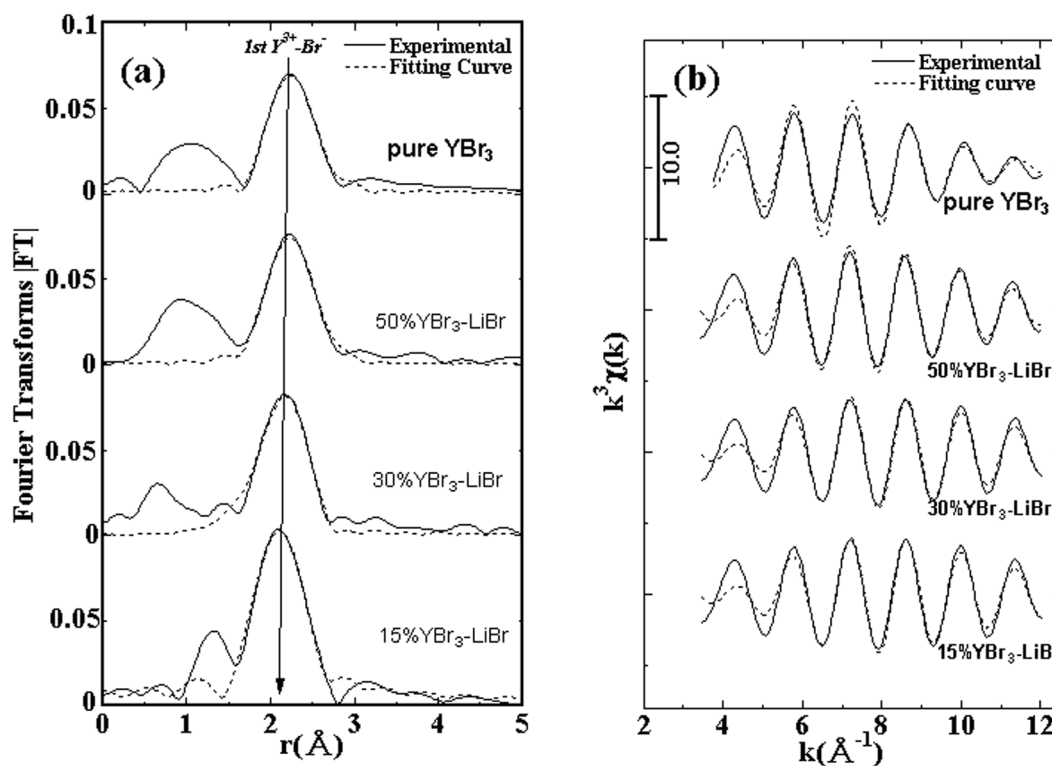 0.1
1st Y³⁺-Br⁻
(a)
Experimental
Fitting Curve
0.05
pure YBr₃
0
0.05
50%YBr₃-LiBr
0
0.05
30%YBr₃-LiBr
0
0.05
15%YBr₃-LiBr
0
0 1 2 3 4 5
r(Å)
Fourier Transforms |FT|
(b)
Experimental
Fitting curve
10.0
pure YBr₃
50%YBr₃-LiBr
30%YBr₃-LiBr
15%YBr₃-LiB
2 4 6 8 10 12
k(Å⁻¹)
k³χ(k)